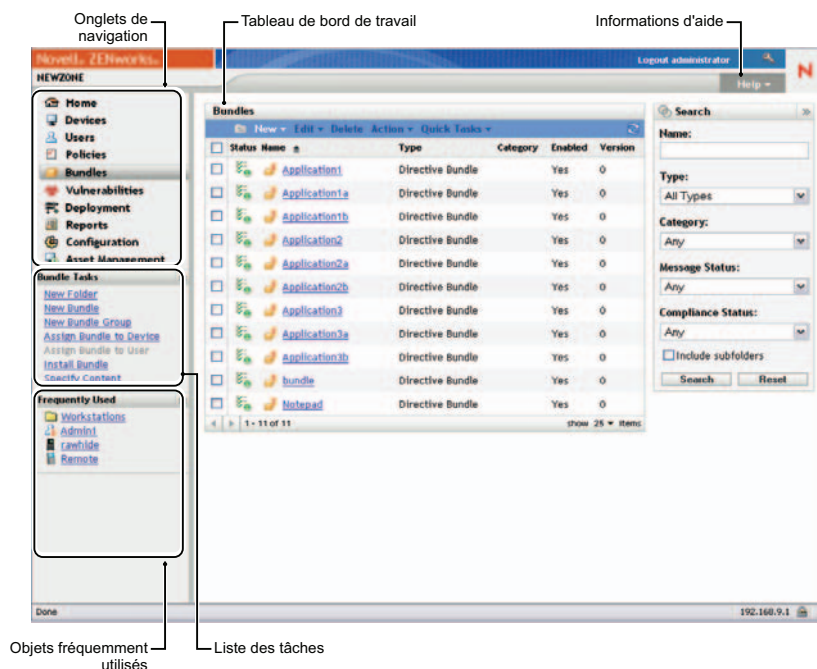 Onglets de
navigation
Tableau de bord de travail
Informations d'aide
Novell® ZENworks®
Logout administrator
NEWZONE
Help
N
Home
Devices
Users
Policies
Bundles
Vulnerabilities
Deployment
Reports
Configuration
Asset Management
Bundle Tasks
New Folder
New Bundle
New Bundle Group
Assign Bundle to Device
Assign Bundle to User
Install Bundle
Specify Content
Frequently Used
Workstations
Admin1
rawhide
Remote
Bundles
New Edit Delete Action Quick Tasks
Status Name Type Category Enabled Version
Application1 Directive Bundle Yes 0
Application1a Directive Bundle Yes 0
Application1b Directive Bundle Yes 0
Application2 Directive Bundle Yes 0
Application2a Directive Bundle Yes 0
Application2b Directive Bundle Yes 0
Application3 Directive Bundle Yes 0
Application3a Directive Bundle Yes 0
Application3b Directive Bundle Yes 0
bundle Directive Bundle Yes 0
Notepad Directive Bundle Yes 0
1 - 11 of 11 show 25 items
Search
Name:
Type:
All Types
Category:
Any
Message Status:
Any
Compliance Status:
Any
Include subfolders
Search Reset
Done
192.168.9.1
Objets fréquemment
utilisés
Liste des tâches